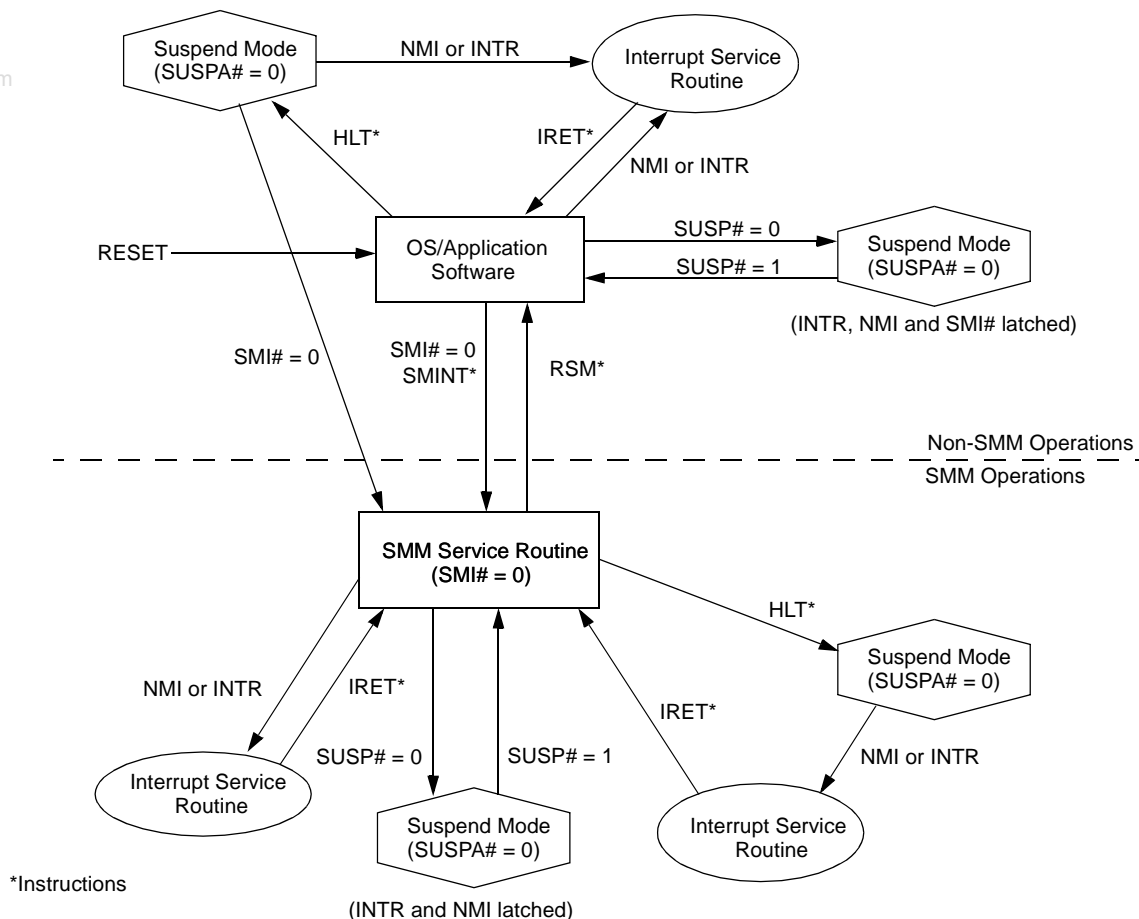 Suspend Mode
(SUSPA# = 0)
NMI or INTR
Interrupt Service
Routine
m
HLT*
IRET*
NMI or INTR
RESET
OS/Application
Software
SUSP# = 0
SUSP# = 1
Suspend Mode
(SUSPA# = 0)
(INTR, NMI and SMI# latched)
SMI# = 0
SMI# = 0
SMINT*
RSM*
Non-SMM Operations
SMM Operations
SMM Service Routine
(SMI# = 0)
HLT*
Suspend Mode
(SUSPA# = 0)
NMI or INTR
IRET*
IRET*
SUSP# = 0
SUSP# = 1
NMI or INTR
Interrupt Service
Routine
Suspend Mode
(SUSPA# = 0)
Interrupt Service
Routine
*Instructions
(INTR and NMI latched)